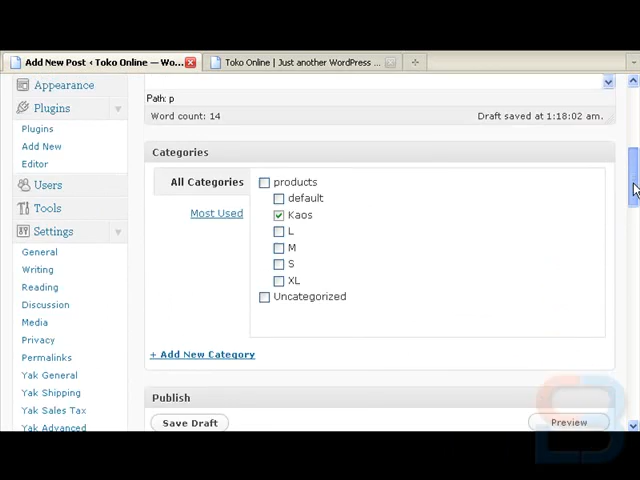 Add New Post ‹ Toko Online — Wo...
Toko Online | Just another WordPress ...
Appearance
Plugins
Plugins
Add New
Editor
Users
Tools
Settings
General
Writing
Reading
Discussion
Media
Privacy
Permalinks
Yak General
Yak Shipping
Yak Sales Tax
Yak Advanced
Path: p
Word count: 14
Draft saved at 1:18:02 am.
Categories
All Categories
Most Used
products
default
Kaos
L
M
S
XL
Uncategorized
+ Add New Category
Publish
Save Draft
Preview